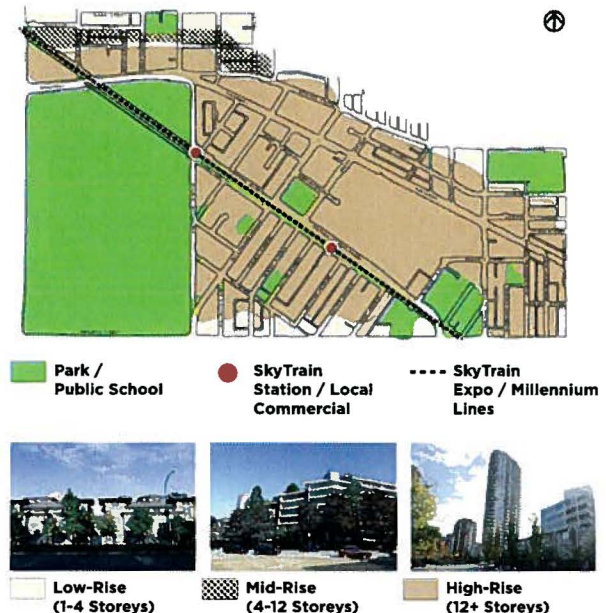 Park /
Public School
SkyTrain
Station / Local
Commercial
SkyTrain
Expo / Millennium
Lines
Low-Rise
(1-4 Storeys)
Mid-Rise
(4-12 Storeys)
High-Rise
(12+ Storeys)